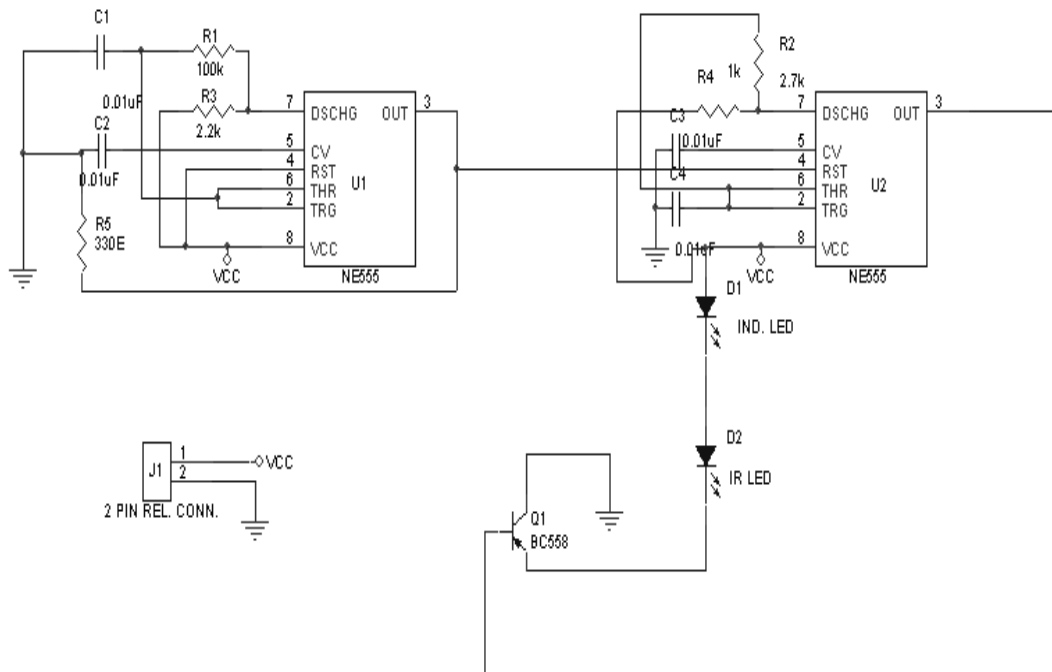 C1
R1
100k
0.01uF
R3
2.2k
C2
0.01uF
R5
330E
7
5
4
6
2
8
DSCHG
OUT
CV
RST
THR
TRG
VCC
3
U1
NE555
VCC
R2
2.7k
R4
1k
C3
0.01uF
C4
0.01uF
7
5
4
6
2
8
DSCHG
OUT
CV
RST
THR
TRG
VCC
3
U2
NE555
VCC
D1
IND. LED
D2
IR LED
J1
1
2
VCC
2 PIN REL. CONN.
Q1
BC558